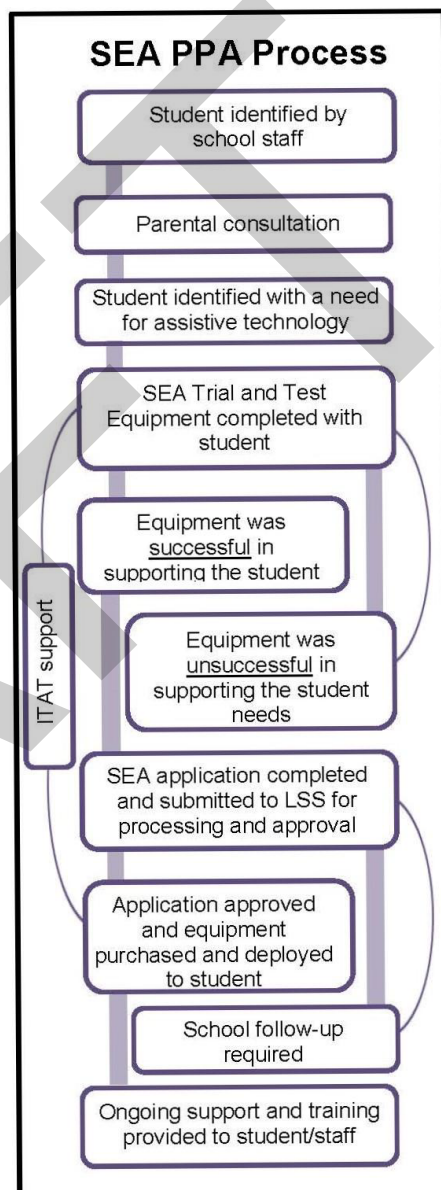 SEA PPA Process
Student identified by
school staff
Parental consultation
Student identified with a need
for assistive technology
SEA Trial and Test
Equipment completed with
student
Equipment was
successful in
supporting the student
Equipment was
unsuccessful in
supporting the student
needs
ITAT support
SEA application completed
and submitted to LSS for
processing and approval
Application approved
and equipment
purchased and deployed
to student
School follow-up
required
Ongoing support and training
provided to student/staff